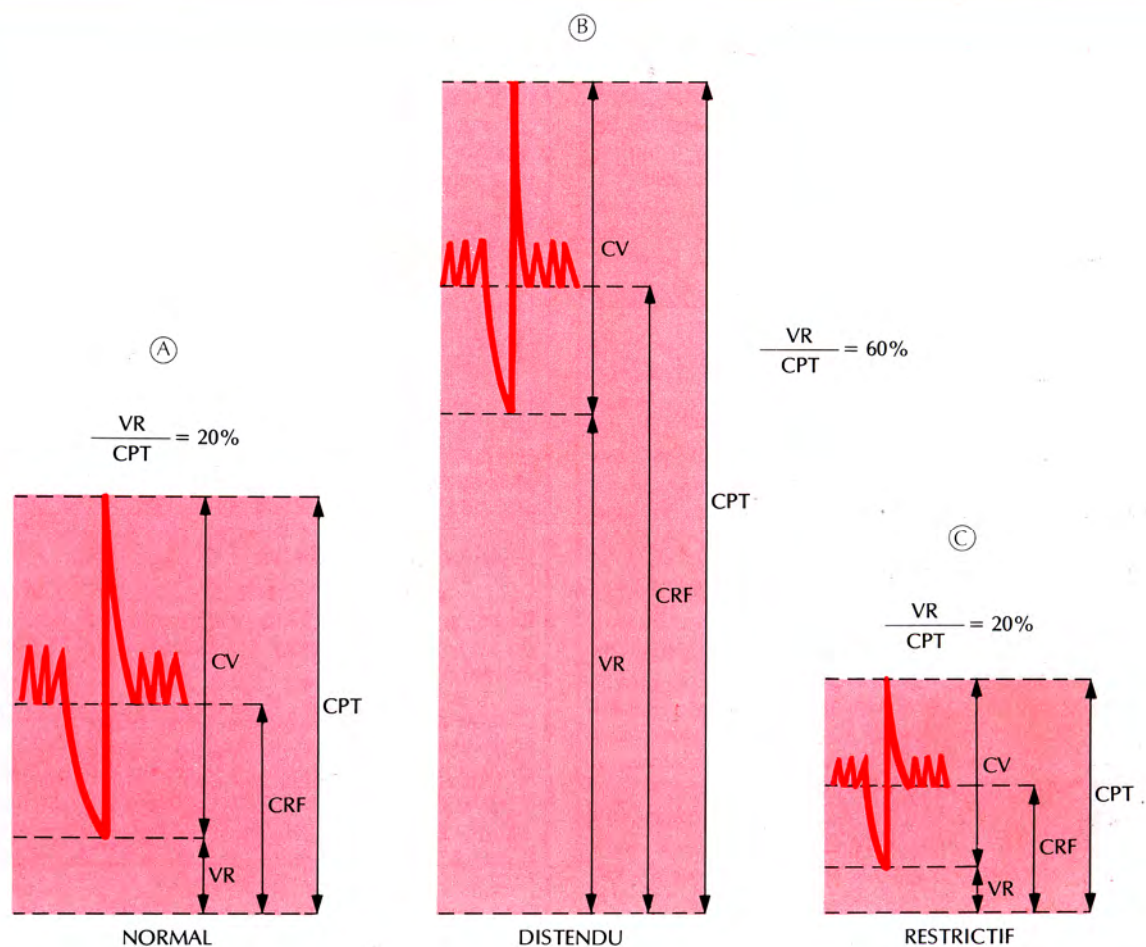 A
VR
CPT
= 20%
CV
CPT
CRF
VR
NORMAL
B
CV
VR
CPT
= 60%
CPT
CRF
VR
DISTENDU
C
VR
CPT
= 20%
CV
CPT
CRF
VR
RESTRICTIF